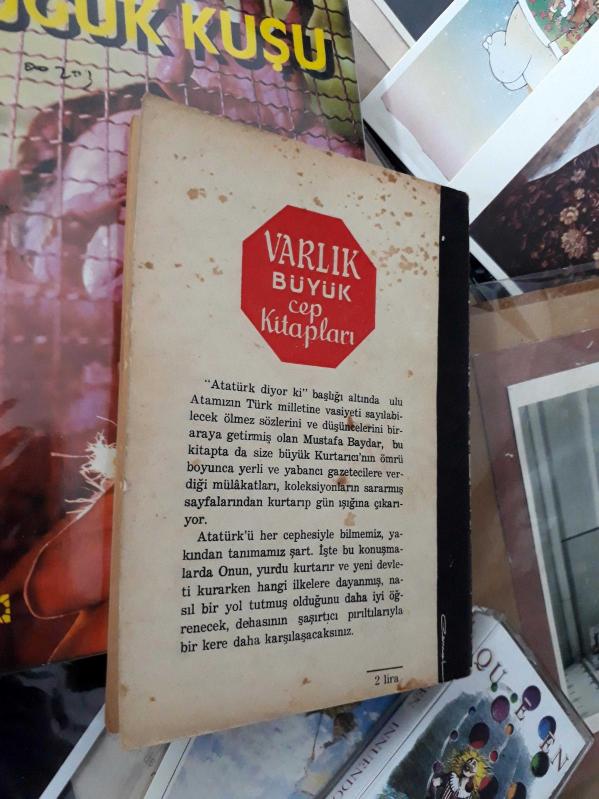 KUŞU
VARLIK
BÜYÜK
cep
Kitapları
"Atatürk diyor ki" başlığı altında ulu
Atamızın Türk milletine vasiyeti sayılabi-
lecek ölmez sözlerini ve düşüncelerini bir-
araya getirmiş olan Mustafa Baydar, bu
kitapta da size büyük Kurtarıcı'nın ömrü
boyunca yerli ve yabancı gazetecilere ver-
diği mülâkatları, koleksiyonların sararmış
sayfalarından kurtarıp gün ışığına çıkarı-
yor.
Atatürk'ü her cephesiyle bilmemiz, ya-
kından tanımamız şart. İşte bu konuşma-
larda Onun, yurdu kurtarır ve yeni devle-
ti kurarken hangi ilkelere dayanmış, na-
sıl bir yol tutmuş olduğunu daha iyi öğ-
renecek, dehasının şaşırtıcı pırıltılarıyla
bir kere daha karşılaşacaksınız.
2 lira
QUEEN